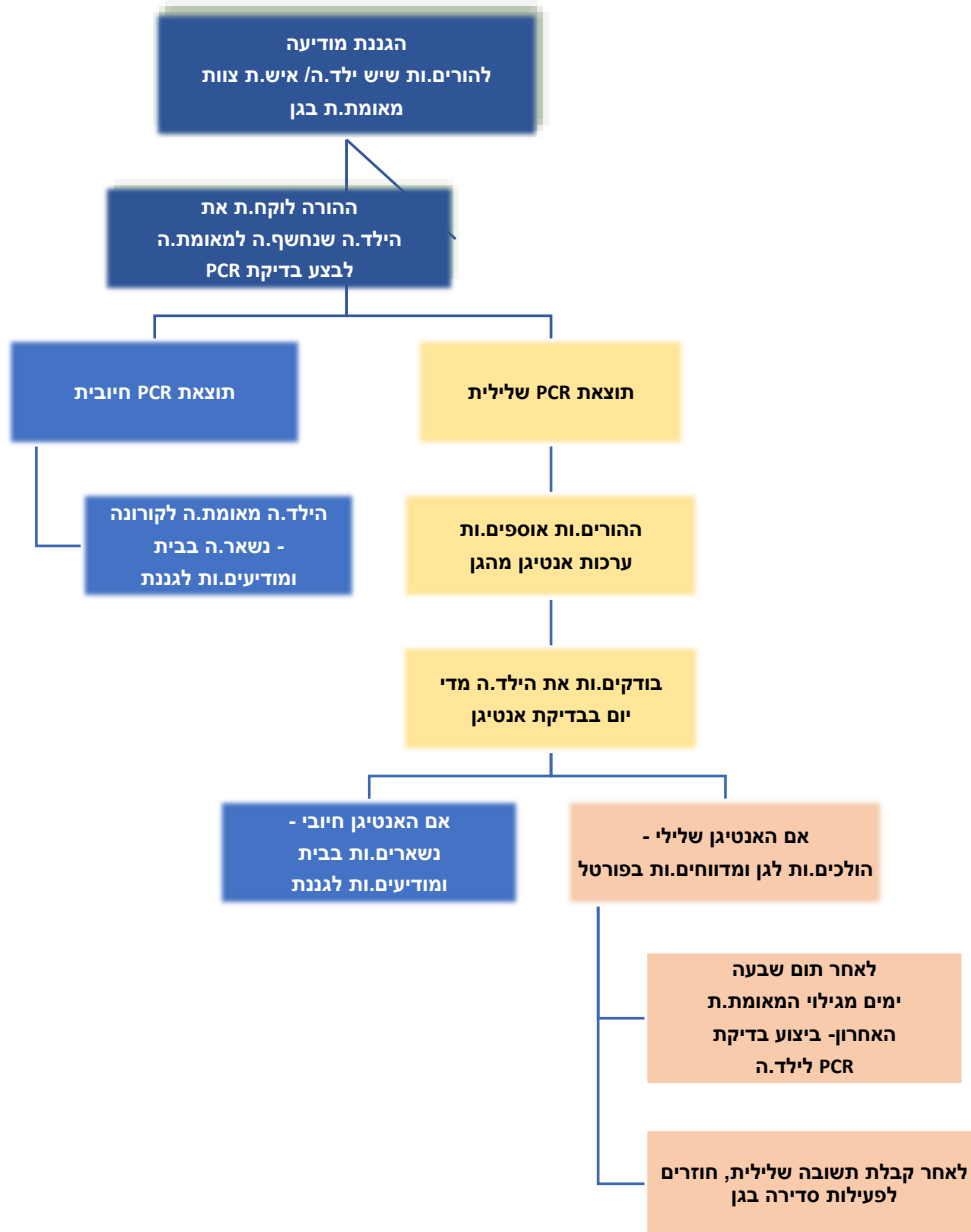 הגננת מודיעה
להורים.ות שיש ילד.ה/ איש.ת צוות
מאומת.ת בגן
ההורה לוקח.ת את
הילד.ה שנחשף.ה למאומת.ה
לבצע בדיקת PCR
תוצאת PCR שלילית
תוצאת PCR חיובית
ההורים.ות אוספים.ות
ערכות אנטיגן מהגן
הילד.ה מאומת.ה לקורונה
- נשאר.ה בבית
ומודיעים.ות לגננת
בודקים.ות את הילד.ה מדי
יום בבדיקת אנטיגן
אם האנטיגן שלילי -
הולכים.ות לגן ומדווחים.ות בפורטל
אם האנטיגן חיובי -
נשארים.ות בבית
ומודיעים.ות לגננת
לאחר תום שבעה
ימים מגילוי המאומת.ת
האחרון- ביצוע בדיקת
PCR לילד.ה
לאחר קבלת תשובה שלילית, חוזרים
לפעילות סדירה בגן